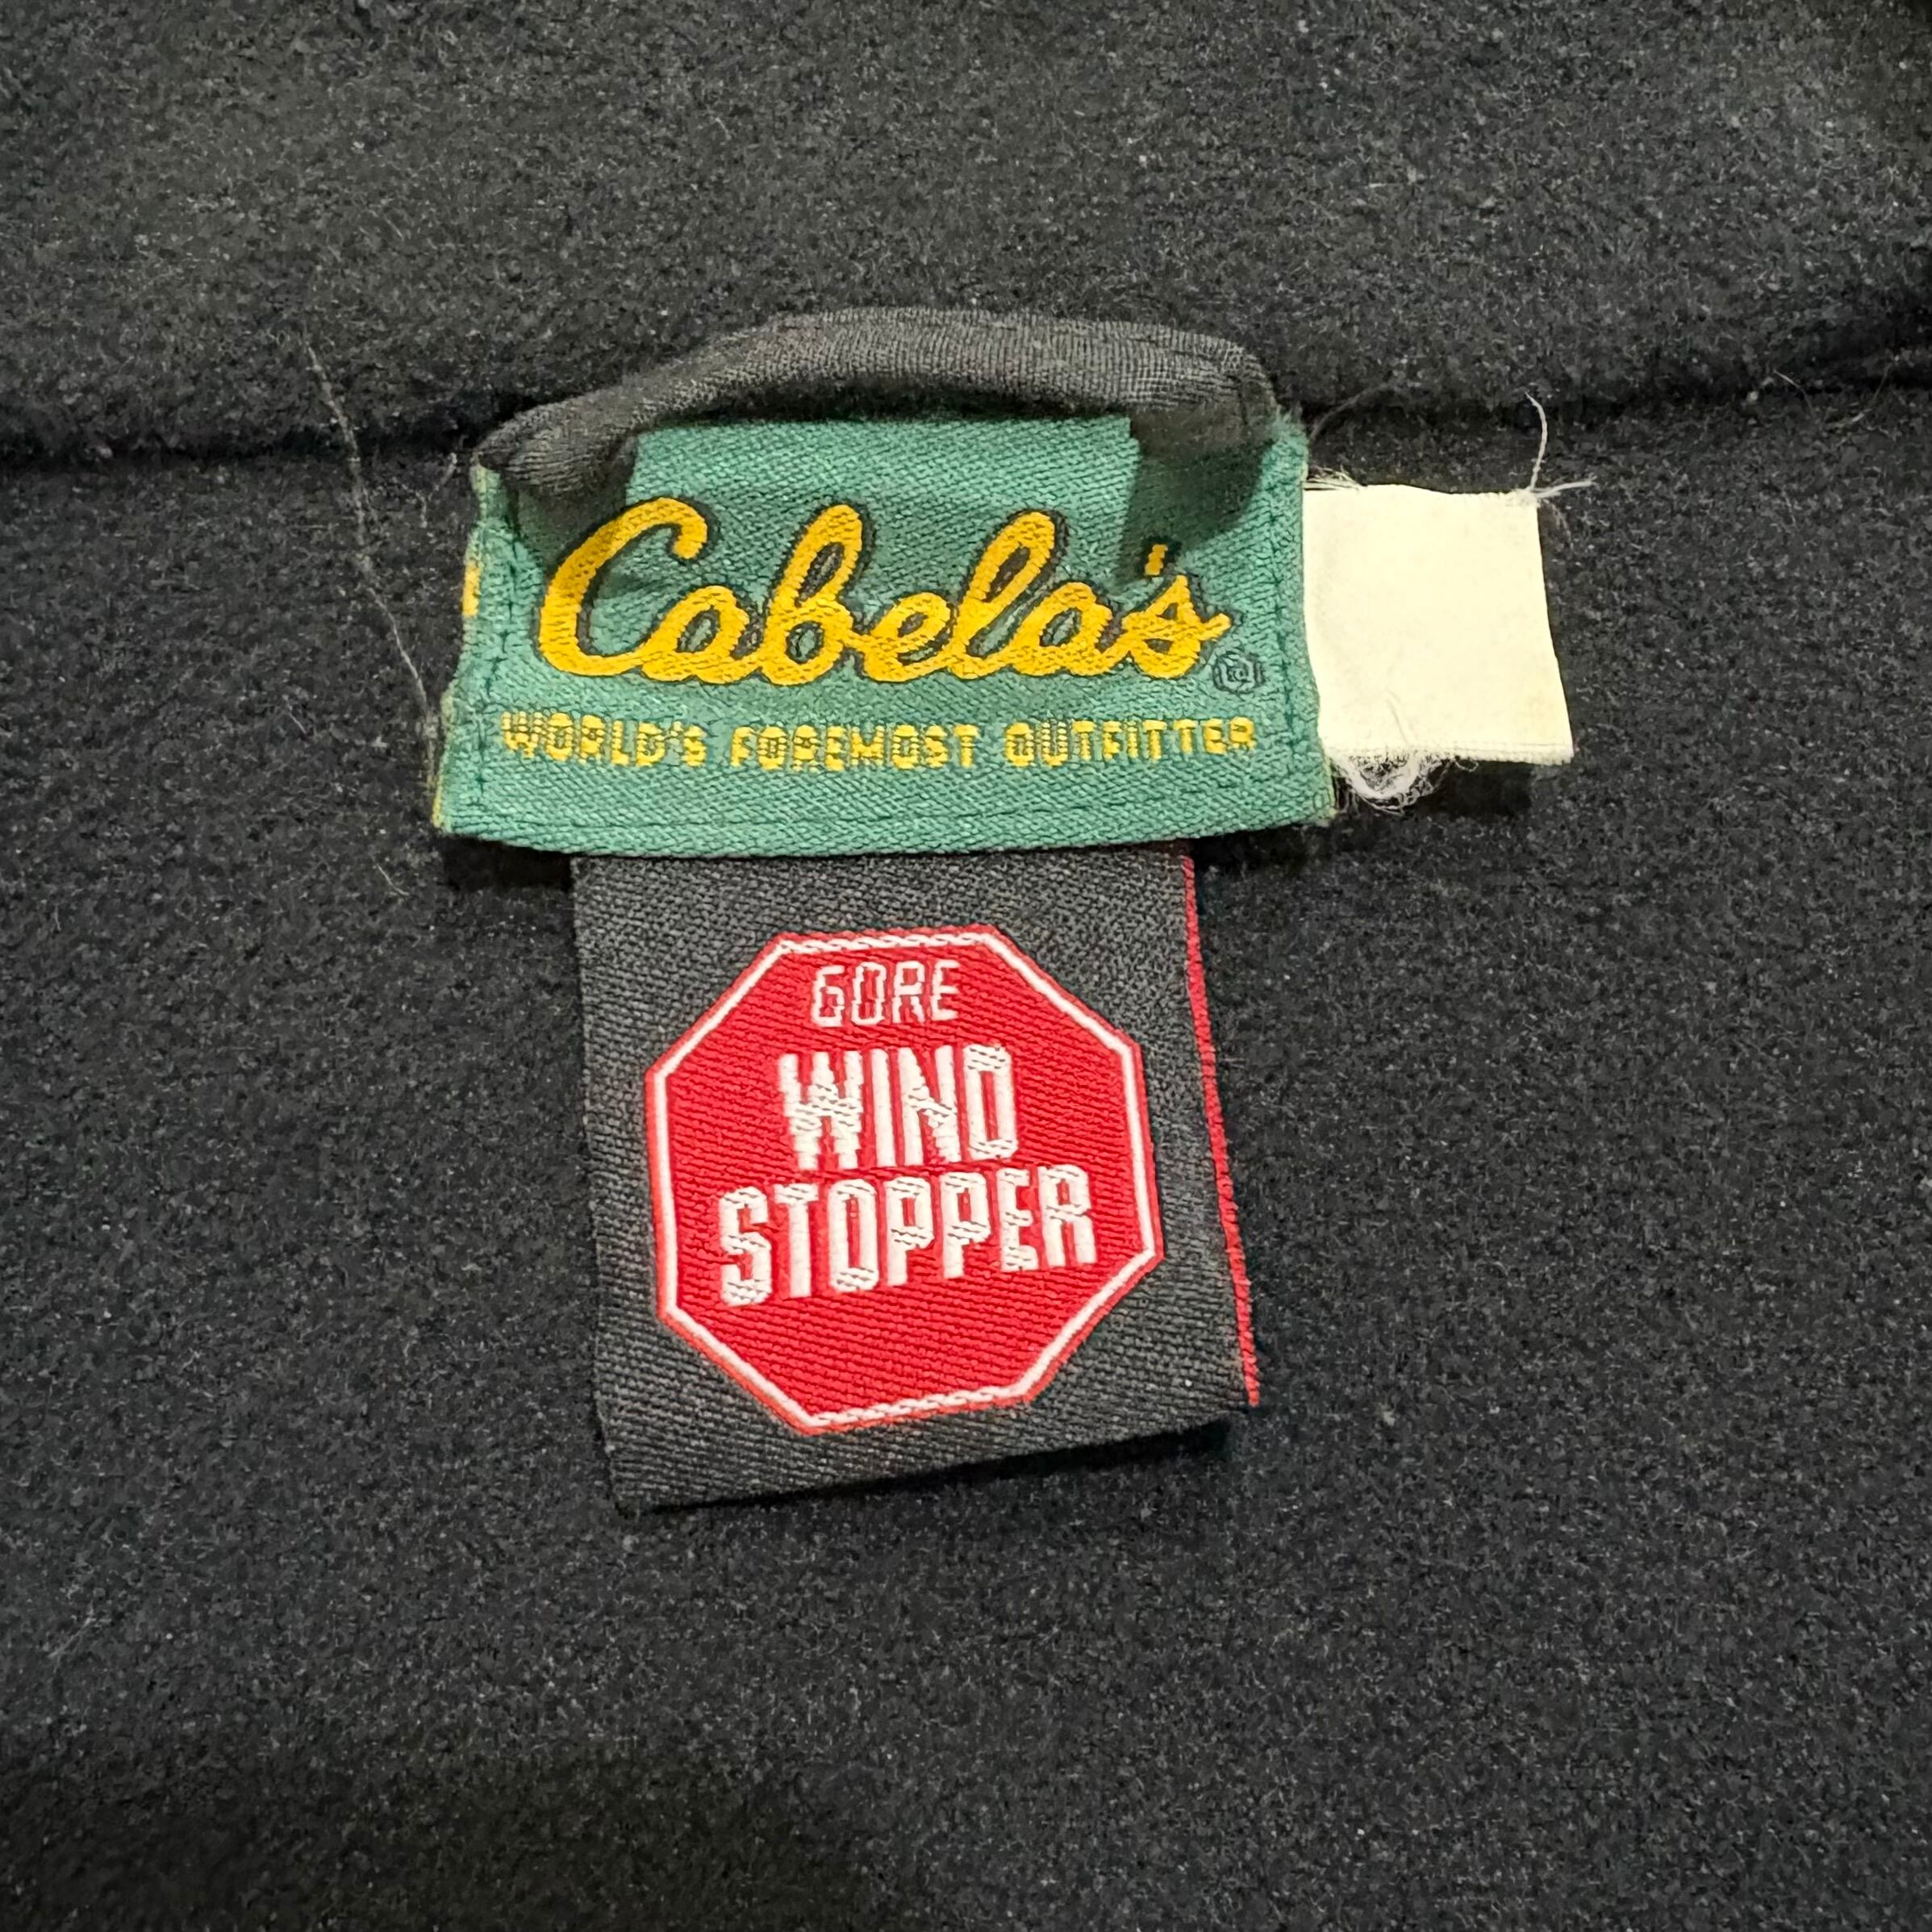 Cabela's®
WORLD'S FOREMOST OUTFITTER
GORE
WIND
STOPPER